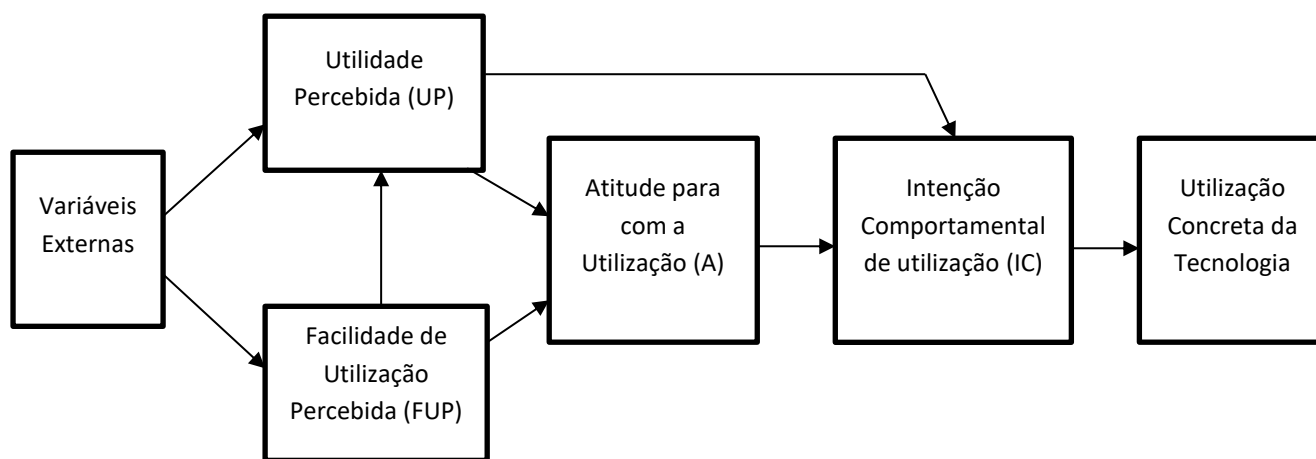 Utilidade
Percebida (UP)
Variáveis
Externas
Facilidade de
Utilização
Percebida (FUP)
Atitude para
com a
Utilização (A)
Intenção
Comportamental
de utilização (IC)
Utilização
Concreta da
Tecnologia